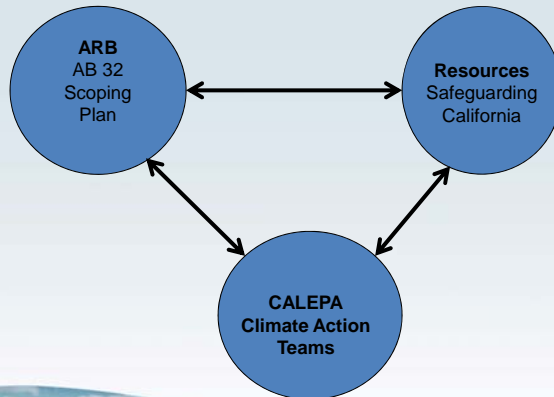 ARB
AB 32
Scoping
Plan
Resources
Safeguarding
California
CALEPA
Climate Action
Teams